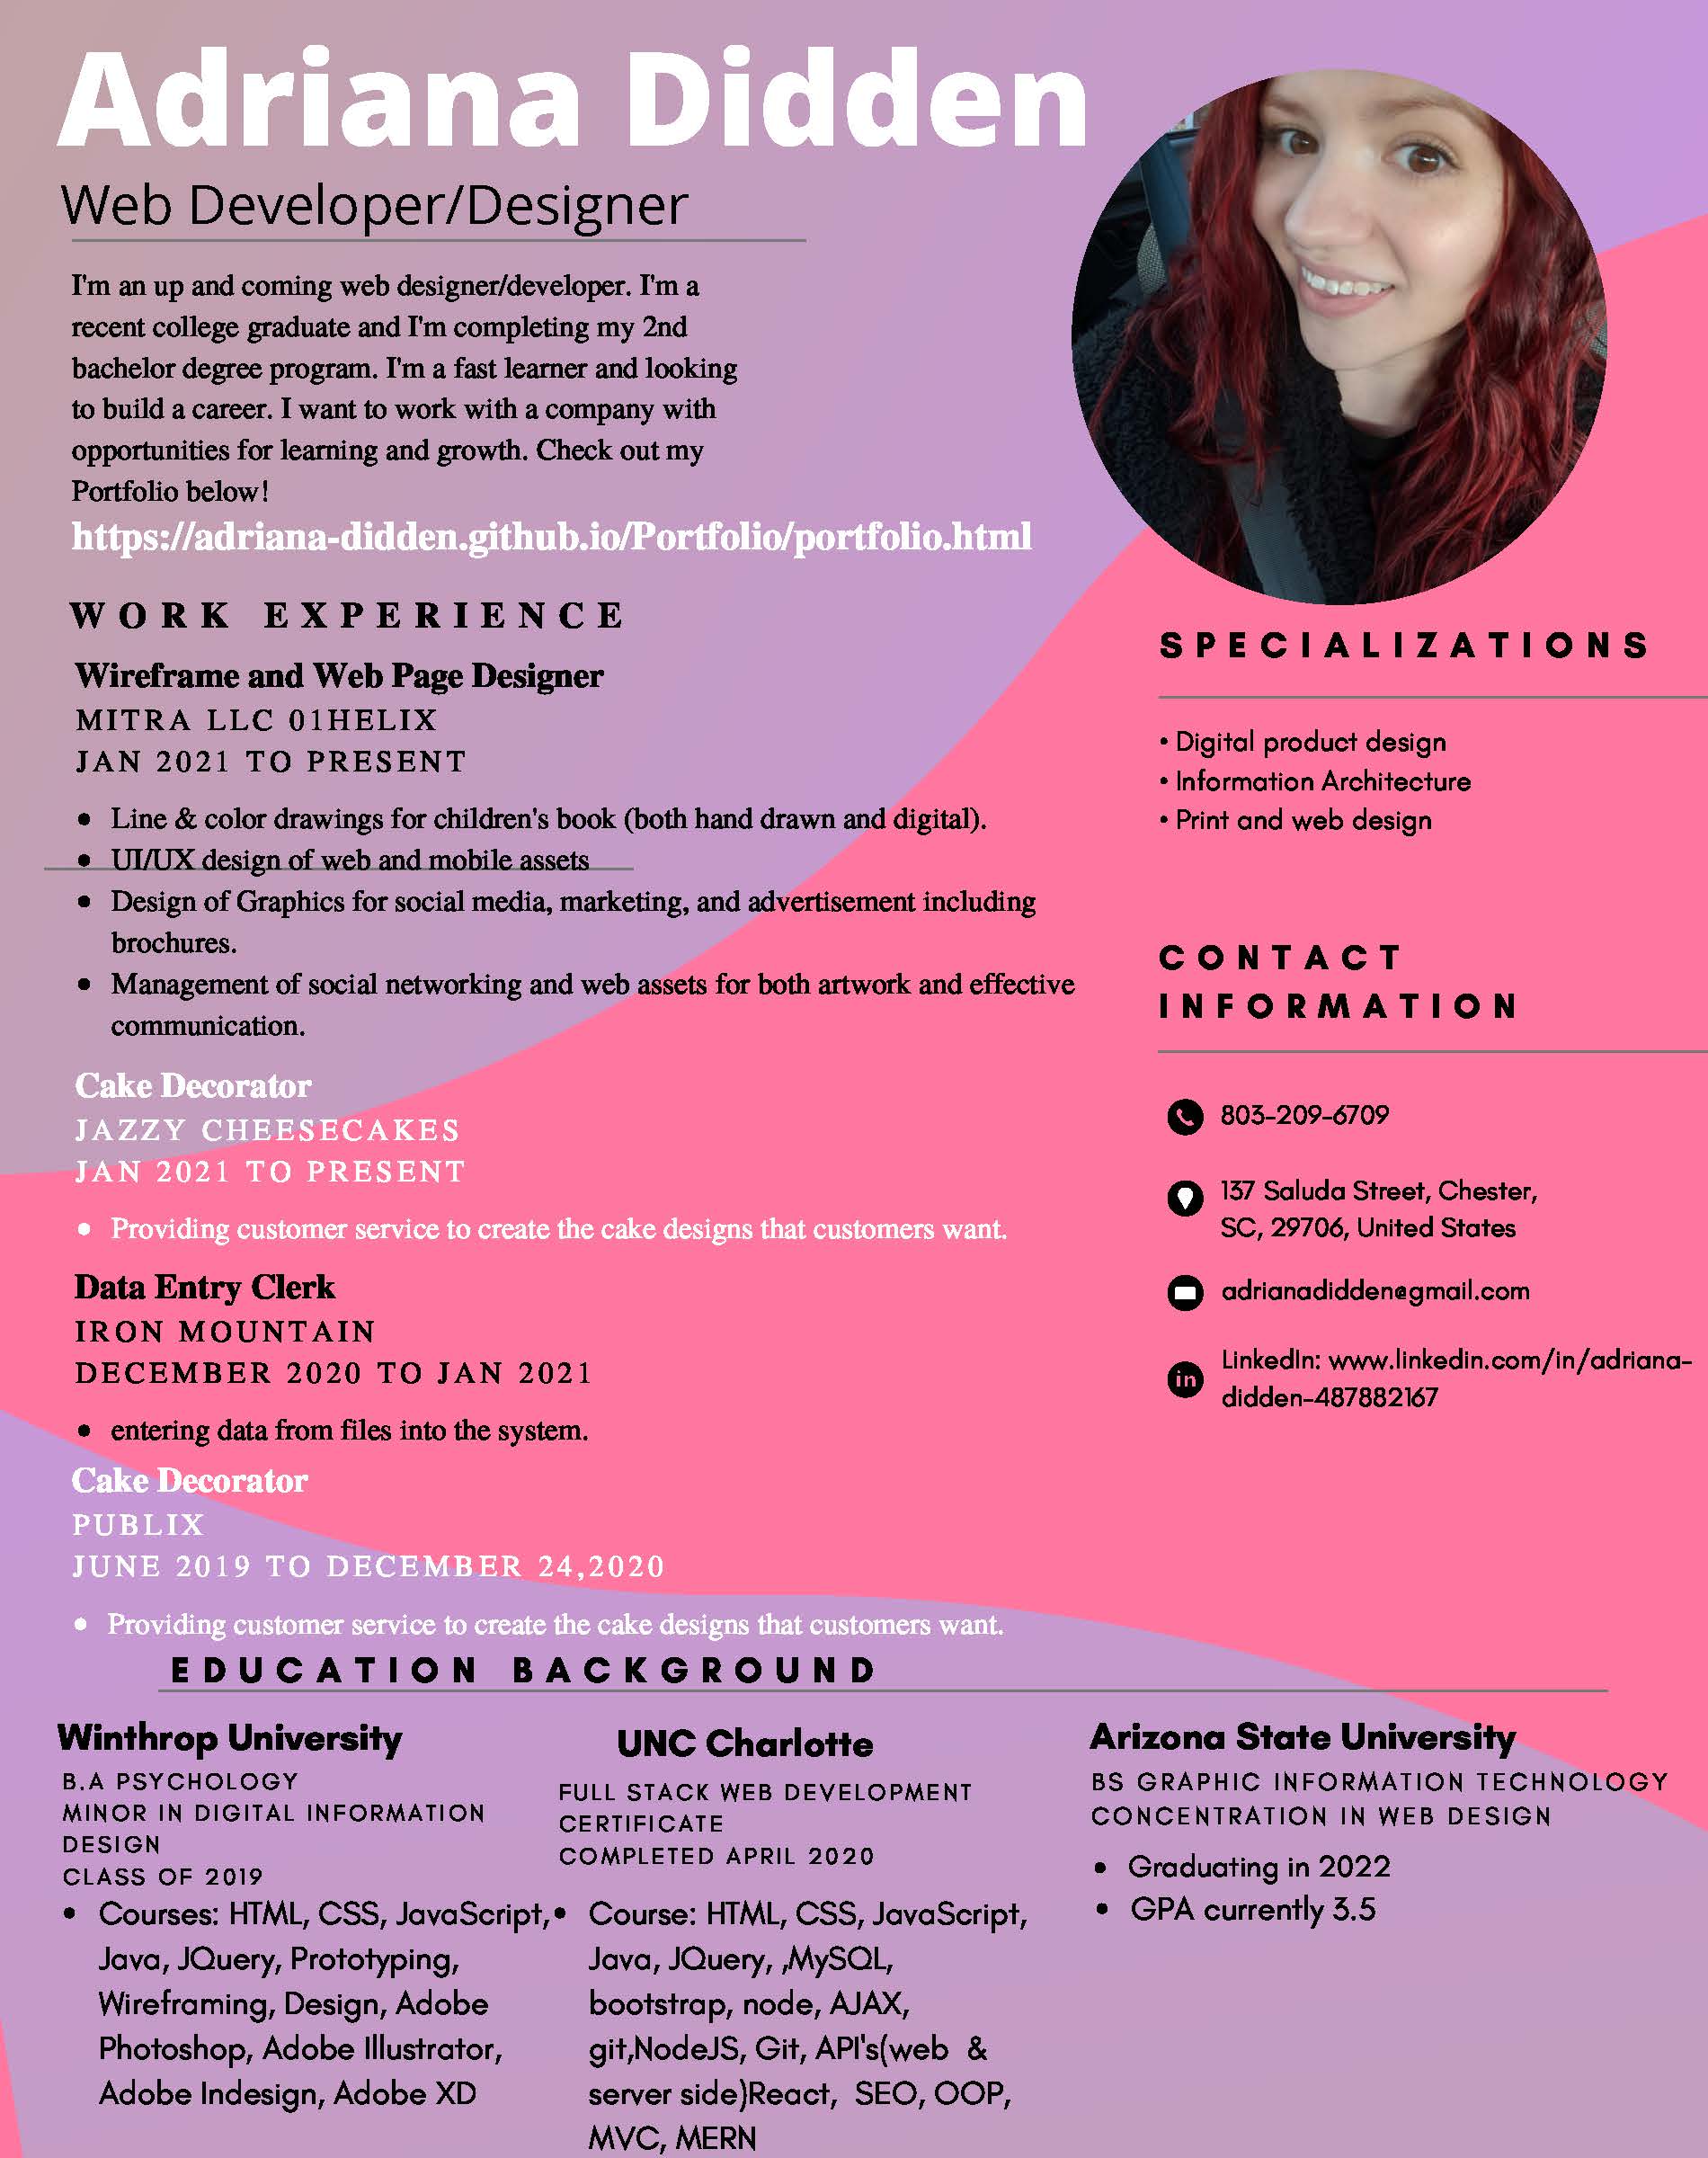 Adriana Didden
Web Developer/Designer
I'm an up and coming web designer/developer. I'm a
recent college graduate and I'm completing my 2nd
bachelor degree program. I'm a fast learner and looking
to build a career. I want to work with a company with
opportunities for learning and growth. Check out my
Portfolio below!
https://adriana-didden.github.io/Portfolio/portfolio.html
WORK EXPERIENCE
Wireframe and Web Page Designer
MITRA LLC 01HELIX
JAN 2021 TO PRESENT
• Line & color drawings for children's book (both hand drawn and digital).
• UI/UX design of web and mobile assets
• Design of Graphics for social media, marketing, and advertisement including
brochures.
• Management of social networking and web assets for both artwork and effective
communication.
Cake Decorator
JAZZY CHEESECAKES
JAN 2021 TO PRESENT
• Providing customer service to create the cake designs that customers want.
Data Entry Clerk
IRON MOUNTAIN
DECEMBER 2020 TO JAN 2021
• entering data from files into the system.
Cake Decorator
PUBLIX
JUNE 2019 TO DECEMBER 24,2020
• Providing customer service to create the cake designs that customers want.
SPECIALIZATIONS
• Digital product design
• Information Architecture
• Print and web design
CONTACT
INFORMATION
803-209-6709
137 Saluda Street, Chester,
SC, 29706, United States
adrianadidden@gmail.com
in
LinkedIn: www.linkedin.com/in/adriana-
didden-487882167
EDUCATION BACKGROUND
Winthrop University
B.A PSYCHOLOGY
MINOR IN DIGITAL INFORMATION
DESIGN
CLASS OF 2019
• Courses: HTML, CSS, JavaScript,
Java, JQuery, Prototyping,
Wireframing, Design, Adobe
Photoshop, Adobe Illustrator,
Adobe Indesign, Adobe XD
UNC Charlotte
FULL STACK WEB DEVELOPMENT
CERTIFICATE
COMPLETED APRIL 2020
• Course: HTML, CSS, JavaScript,
Java, JQuery, ,MySQL,
bootstrap, node, AJAX,
git,NodeJS, Git, API's(web  &
server side)React,  SEO, OOP,
MVC, MERN
Arizona State University
BS GRAPHIC INFORMATION TECHNOLOGY
CONCENTRATION IN WEB DESIGN
• Graduating in 2022
• GPA currently 3.5